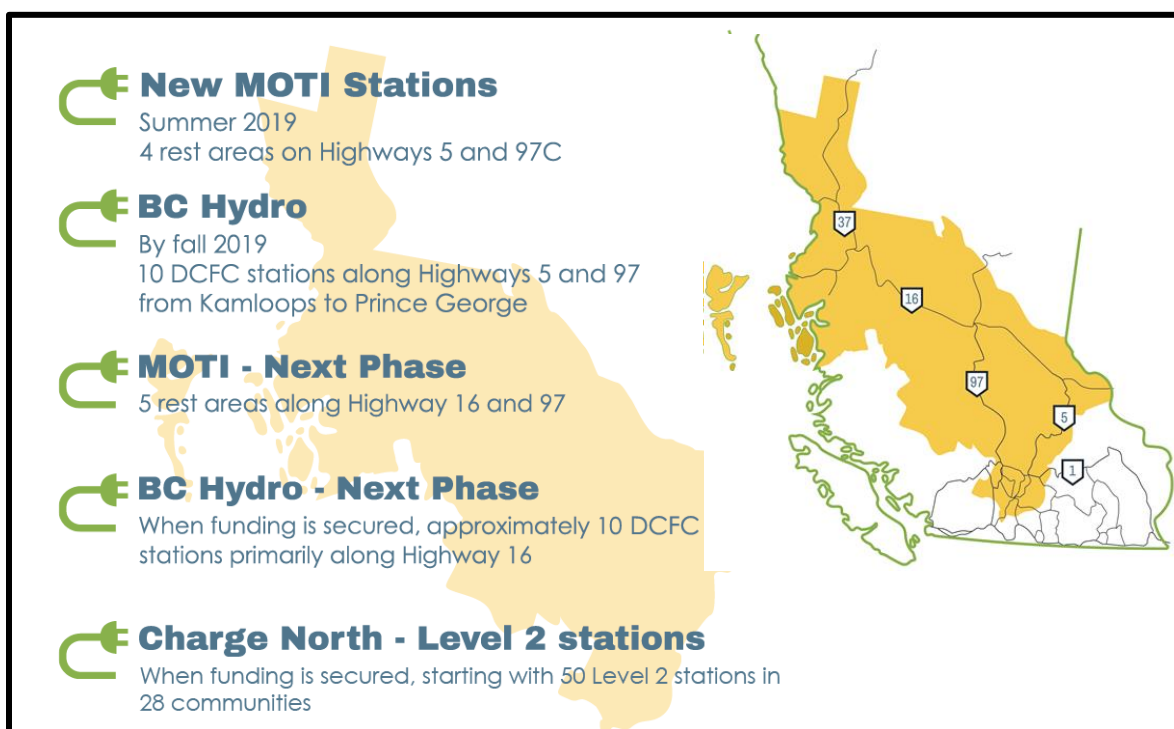 New MOTI Stations
Summer 2019
4 rest areas on Highways 5 and 97C
BC Hydro
By fall 2019
10 DCFC stations along Highways 5 and 97
from Kamloops to Prince George
MOTI - Next Phase
5 rest areas along Highway 16 and 97
BC Hydro - Next Phase
When funding is secured, approximately 10 DCFC
stations primarily along Highway 16
Charge North - Level 2 stations
When funding is secured, starting with 50 Level 2 stations in
28 communities
37
16
97
5
1